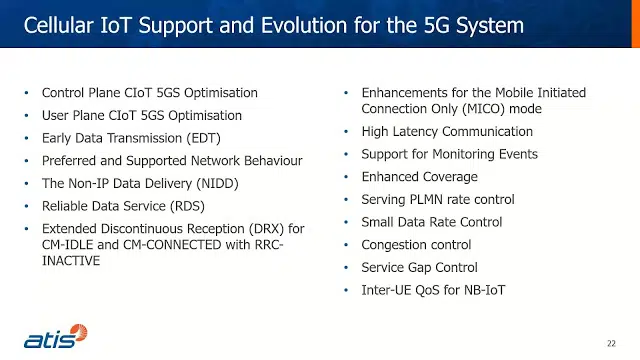 Cellular IoT Support and Evolution for the 5G System
• Control Plane CIoT 5GS Optimisation
• User Plane CIoT 5GS Optimisation
• Early Data Transmission (EDT)
• Preferred and Supported Network Behaviour
• The Non-IP Data Delivery (NIDD)
• Reliable Data Service (RDS)
• Extended Discontinuous Reception (DRX) for
CM-IDLE and CM-CONNECTED with RRC-
INACTIVE
• Enhancements for the Mobile Initiated
Connection Only (MICO) mode
• High Latency Communication
• Support for Monitoring Events
• Enhanced Coverage
• Serving PLMN rate control
• Small Data Rate Control
• Congestion control
• Service Gap Control
• Inter-UE QoS for NB-IoT
atis
22